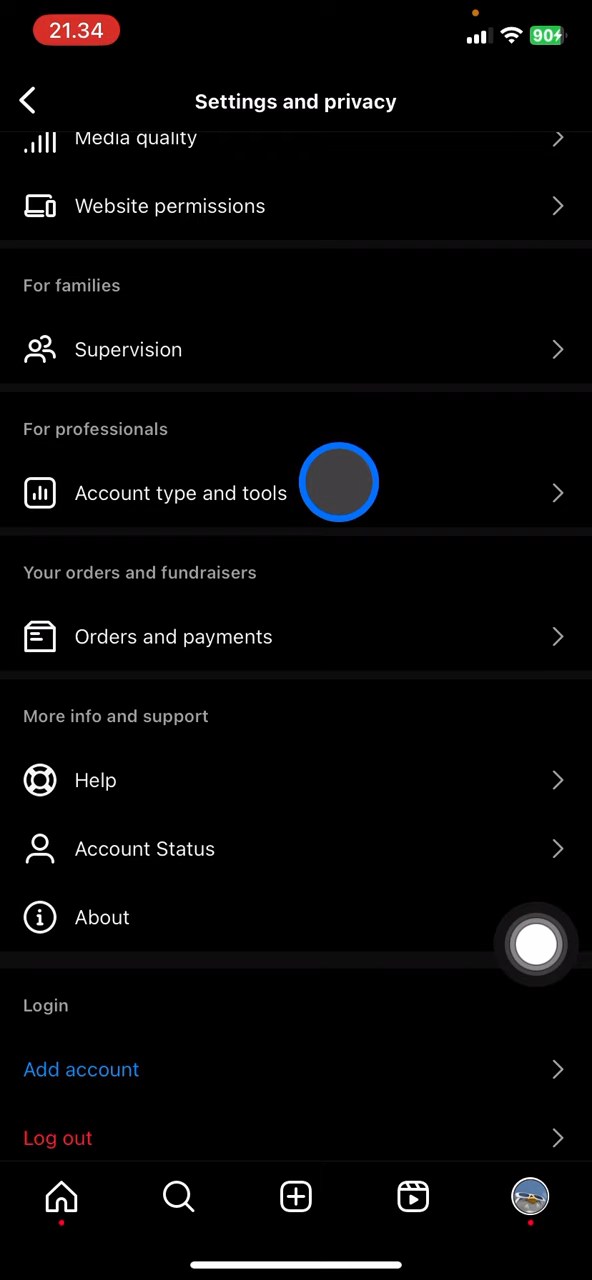 21.34
90
Settings and privacy
Media quality
Website permissions
For families
Supervision
For professionals
Account type and tools
Your orders and fundraisers
Orders and payments
More info and support
Help
Account Status
About
Login
Add account
Log out